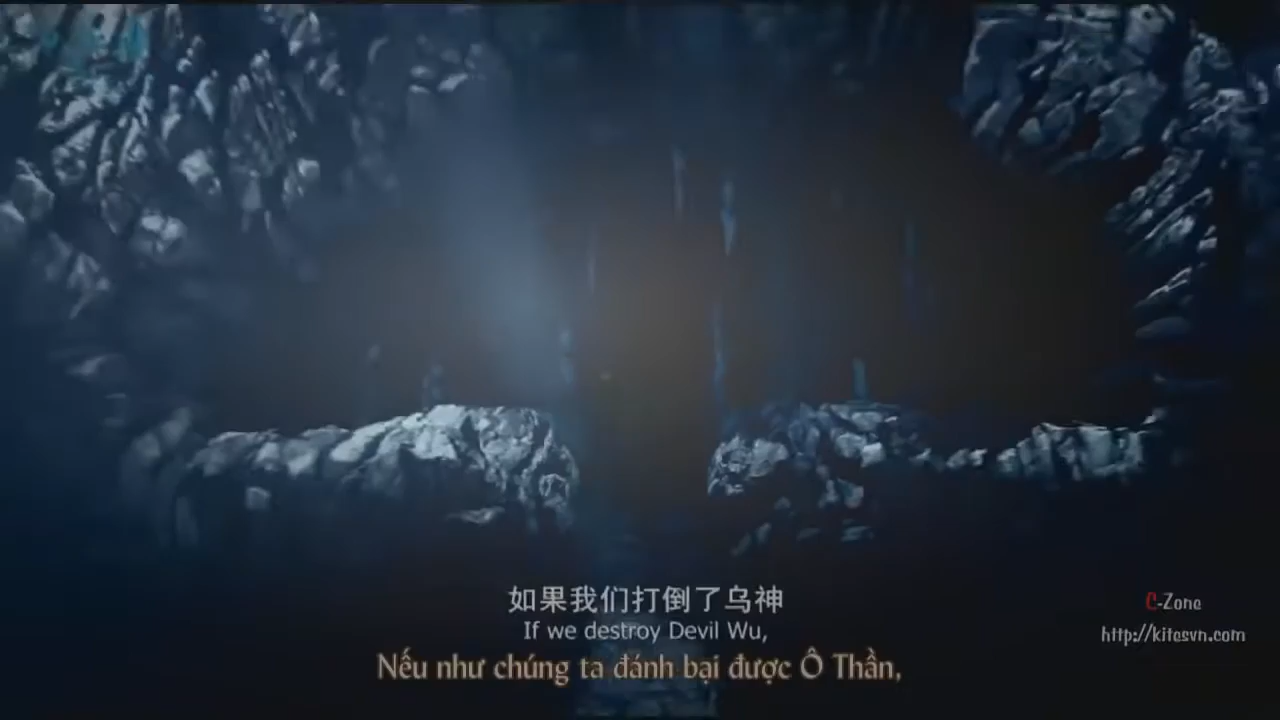 如果我们打倒了乌神
If we destroy Devil Wu,
Nếu như chúng ta đánh bại được Ô Thần,
C-Zone
http://kitesvn.com